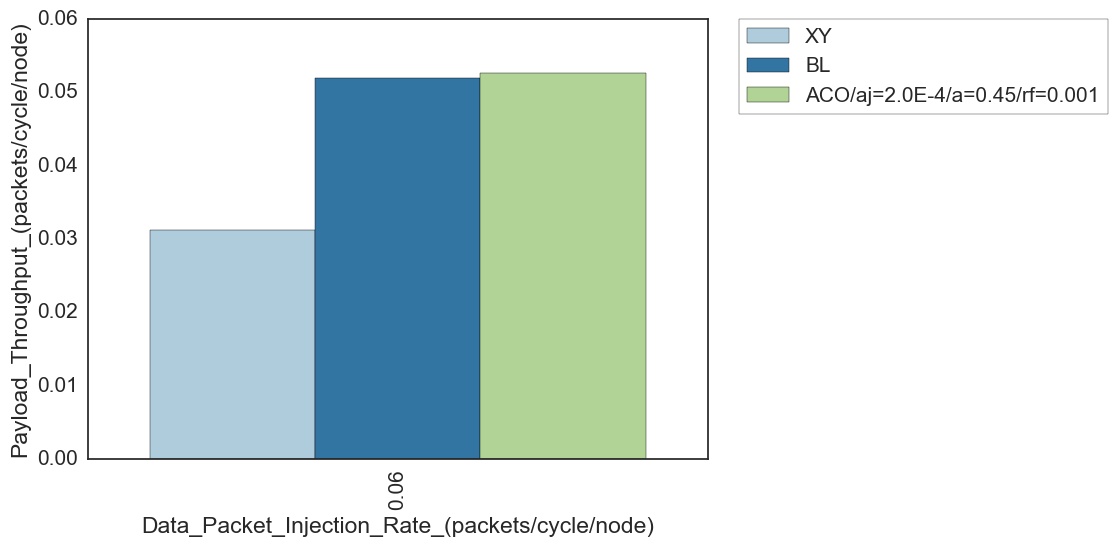 Payload_Throughput_(packets/cycle/node)
0.06
0.05
0.04
0.03
0.02
0.01
0.00
0.06
Data_Packet_Injection_Rate_(packets/cycle/node)
XY
BL
ACO/aj=2.0E-4/a=0.45/rf=0.001